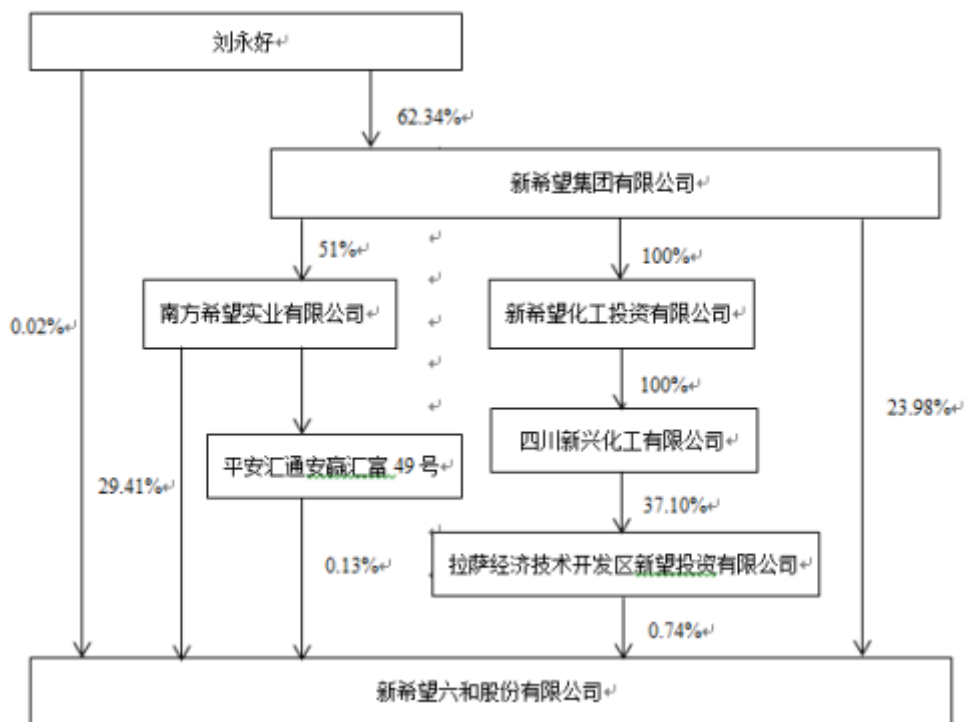 刘永好
62.34%
新希望集团有限公司
51%
100%
南方希望实业有限公司
新希望化工投资有限公司
0.02%
100%
23.98%
四川新兴化工有限公司
平安汇通安赢汇富 49 号
29.41%
37.10%
0.13%
拉萨经济技术开发区新望投资有限公司
0.74%
新希望六和股份有限公司